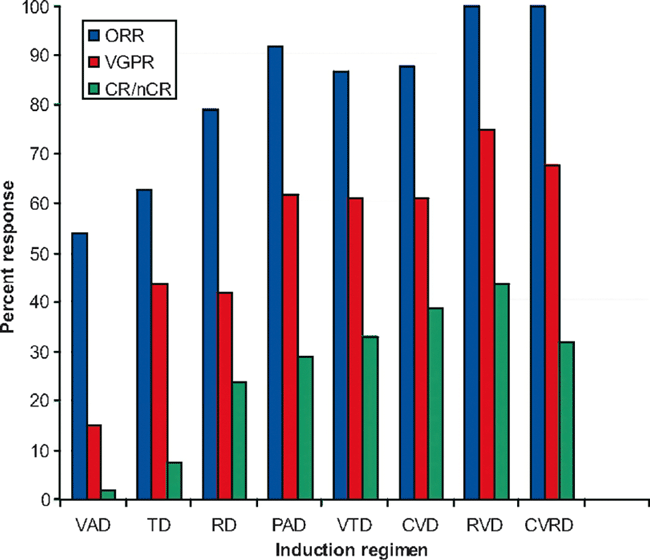 100
90
80
70
60
50
40
30
20
10
0
Percent response
ORR
VGPR
CR/nCR
VAD TD RD PAD VTD CVD RVD CVRD
Induction regimen